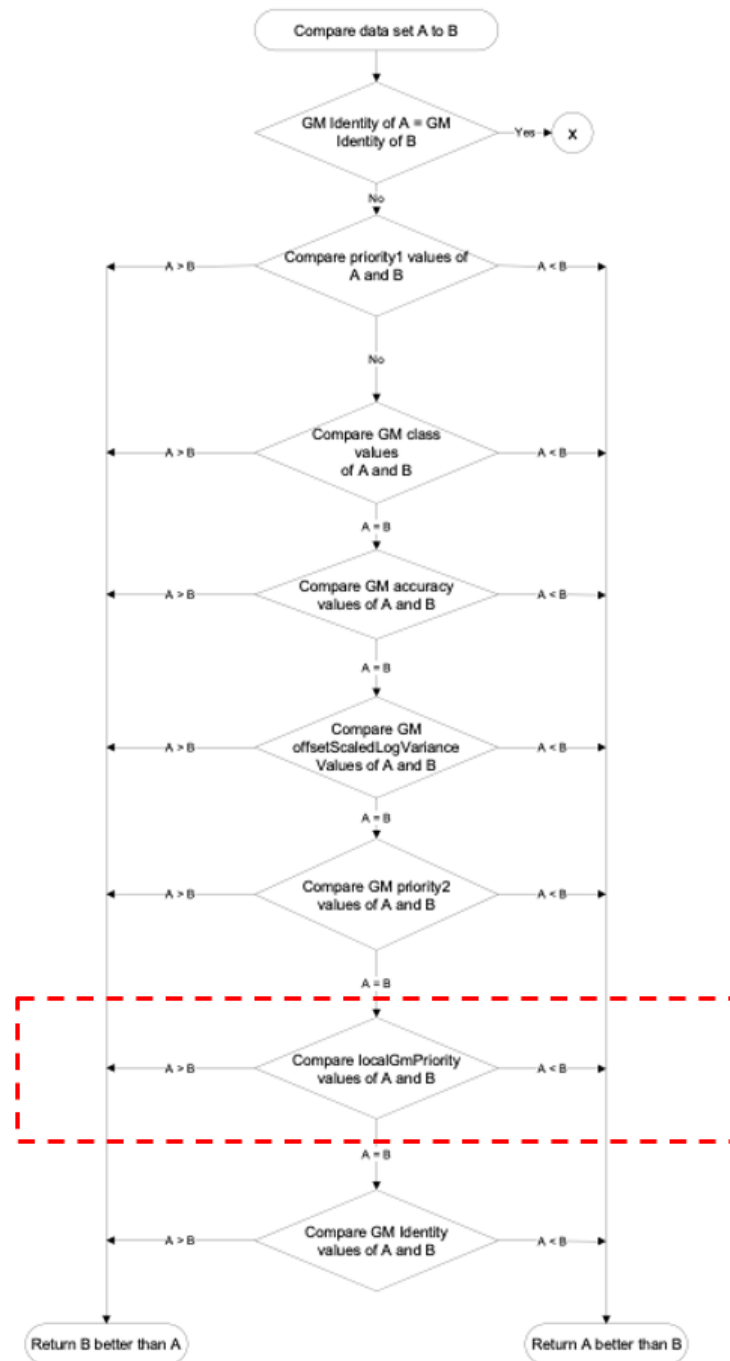 Compare data set A to B
GM Identity of A = GM
Identity of B
Yes
x
No
Compare priority1 values of
A and B
A > B
A < B
No
Compare GM class
values
of A and B
A > B
A < B
A = B
Compare GM accuracy
values of A and B
A > B
A < B
A = B
Compare GM
offsetScaledLogVariance
Values of A and B
A > B
A < B
A = B
Compare GM priority2
values of A and B
A > B
A < B
A = B
Compare localGmPriority
values of A and B
A > B
A < B
A = B
Compare GM Identity
values of A and B
A > B
A < B
Return B better than A
Return A better than B